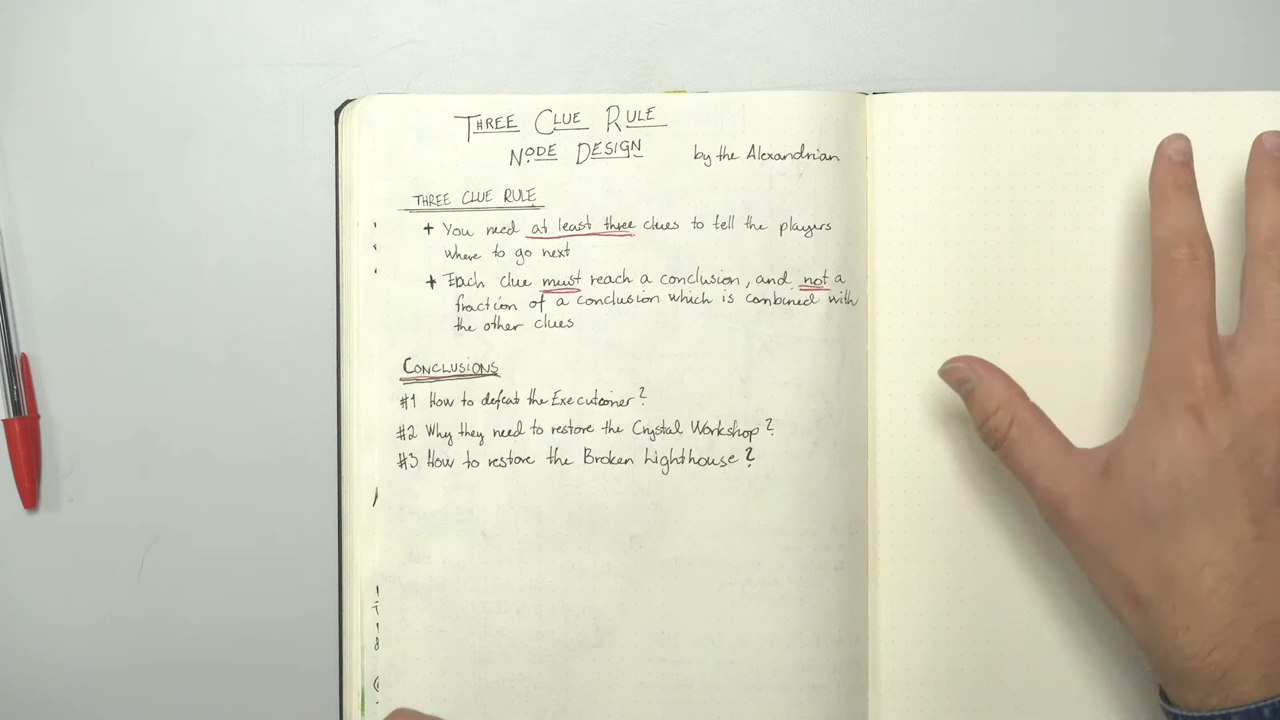 THREE CLUE RULE
NODE DESIGN by the Alexandrian
THREE CLUE RULE
+ You need at least three clues to tell the players
where to go next
+ Each clue must reach a conclusion, and not a
fraction of a conclusion which is combined with
the other clues
CONCLUSIONS
#1 How to defeat the Executioner?
#2 Why they need to restore the Crystal Workshop?
#3 How to restore the Broken Lighthouse?